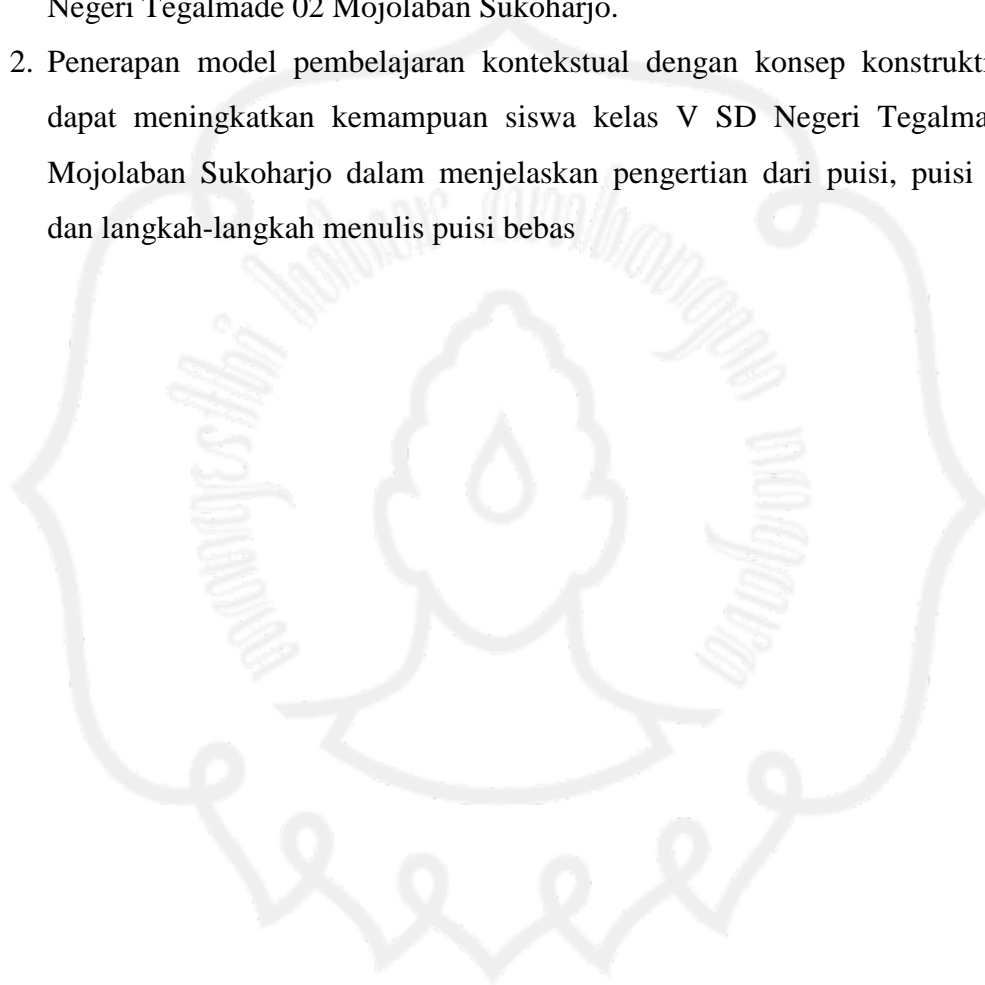 Negeri Tegalmade 02 Mojolaban Sukoharjo.
2. Penerapan model pembelajaran kontekstual dengan konsep
dapat meningkatkan kemampuan siswa kelas V SD Negeri
Mojolaban Sukoharjo dalam menjelaskan pengertian dari puisi, puisi
dan langkah-langkah menulis puisi bebas